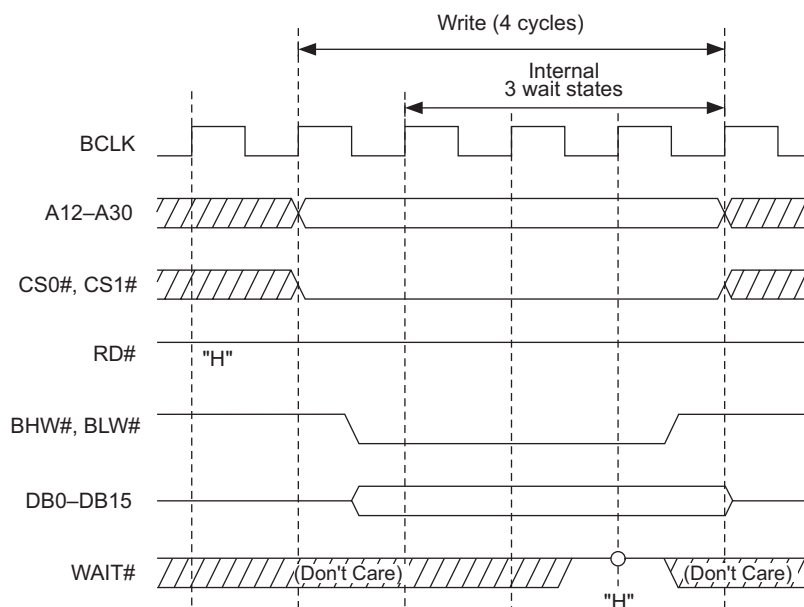 Write (4 cycles)
Internal
3 wait states
BCLK
A12–A30
CS0#, CS1#
RD#
"H"
BHW#, BLW#
DB0–DB15
WAIT#
(Don't Care)
(Don't Care)
"H"